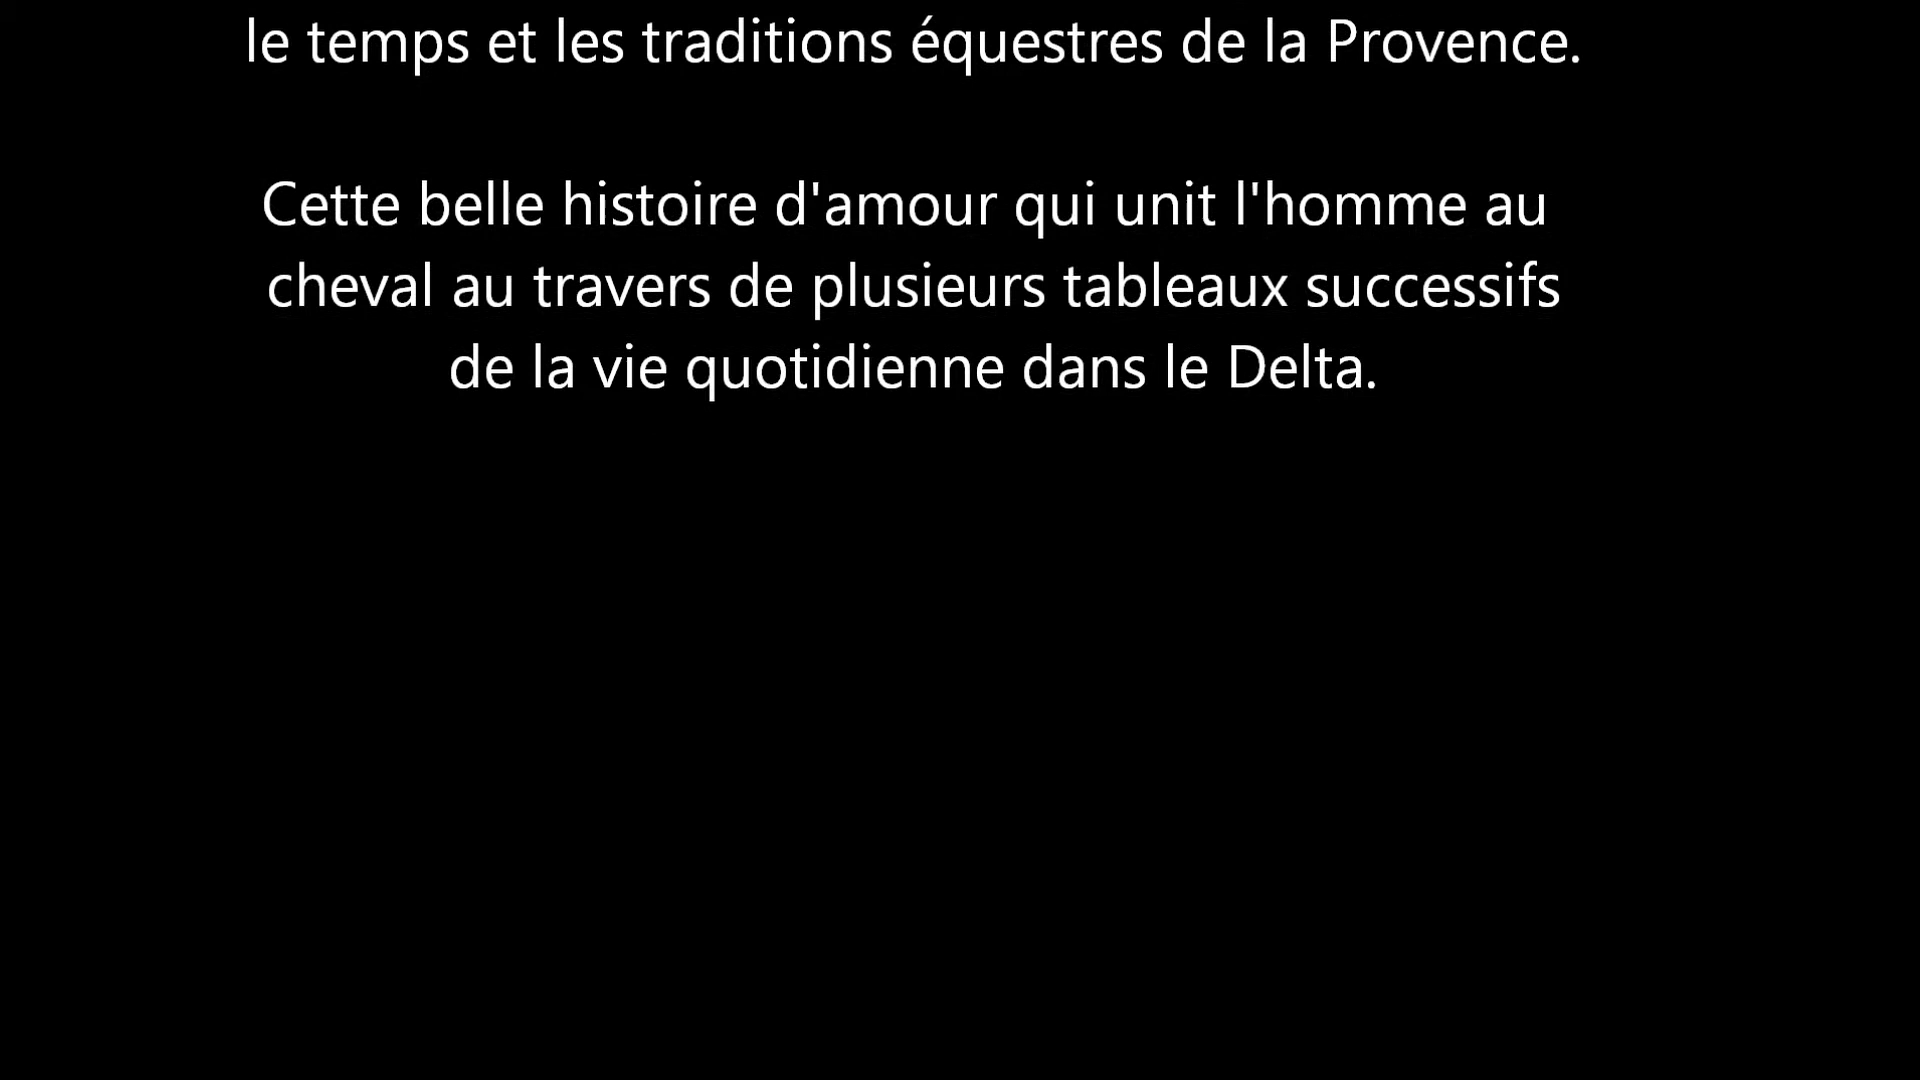 le temps et les traditions équestres de la Provence.
Cette belle histoire d'amour qui unit l'homme au
cheval au travers de plusieurs tableaux successifs
de la vie quotidienne dans le Delta.